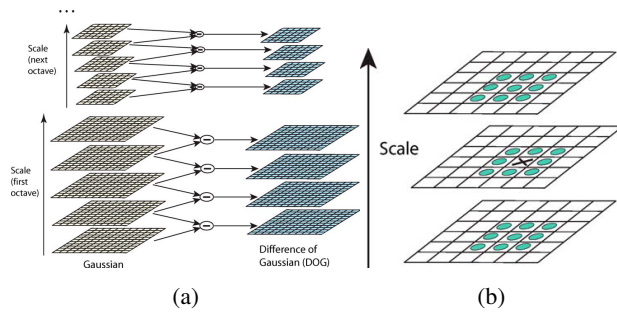 ...
Scale
(next
octave)
Scale
(first
octave)
Gaussian
Difference of
Gaussian (DOG)
(a)
Scale
(b)